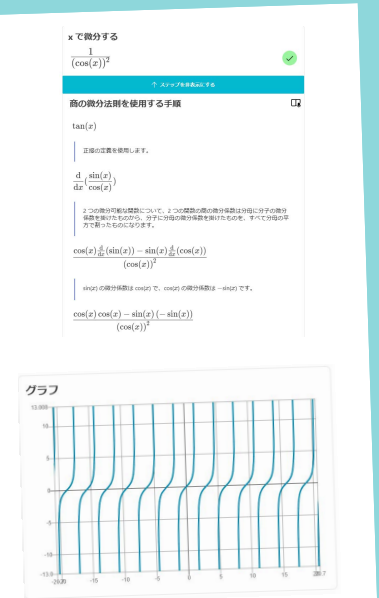 x で微分する
1
(cos(x))²
↑ ステップを非表示にする
商の微分法則を使用する手順
tan(x)
正接の定義を使用します。
d/dx (sin(x)/cos(x))
2 つの微分可能な関数について、2 つの関数の商の微分係数は分母に分子の微分
係数を掛けたものから、分子に分母の微分係数を掛けたものを、すべて分母の平
方で割ったものになります。
cos(x) d/dx (sin(x)) − sin(x) d/dx (cos(x))
(cos(x))²
sin(x) の微分係数は cos(x) で、cos(x) の微分係数は −sin(x) です。
cos(x) cos(x) − sin(x) (− sin(x))
(cos(x))²
グラフ
10
5
0
-5
-10
-15
-10
-5
0
5
10
15